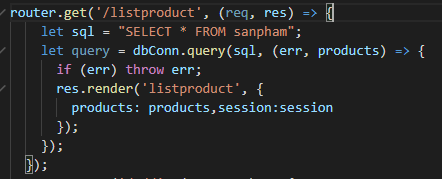 router.get('/listproduct', (req, res) => {
let sql = "SELECT * FROM sanpham";
let query = dbConn.query(sql, (err, products) => {
if (err) throw err;
res.render('listproduct', {
products: products,session:session
});
});
});